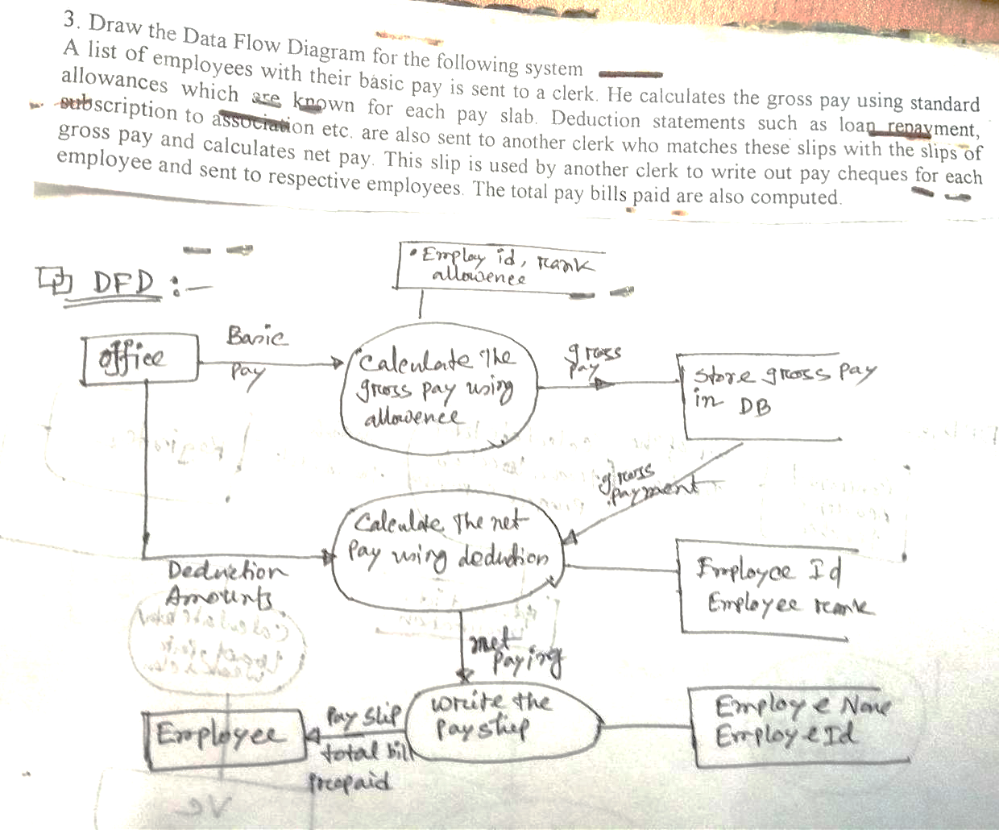 3. Draw the Data Flow Diagram for the following system
A list of employees with their basic pay is sent to a clerk. He calculates the gross pay using standard
allowances which are known for each pay slab. Deduction statements such as loan repayment,
subscription to association etc. are also sent to another clerk who matches these slips with the slips of
gross pay and calculates net pay. This slip is used by another clerk to write out pay cheques for each
employee and sent to respective employees. The total pay bills paid are also computed.
Employ id, rank
allowence
DFD :-
office
Basic
Pay
Calculate the
gross pay using
allowence
gross
pay
Store gross pay
in DB
gross
payment
Calculate The net
Pay using deduction
Deduction
Amounts
Employee Id
Employee rank
net
Paying
write the
pay slip
Employe Name
Employe Id
Employee
Pay slip
total bill
prepaid